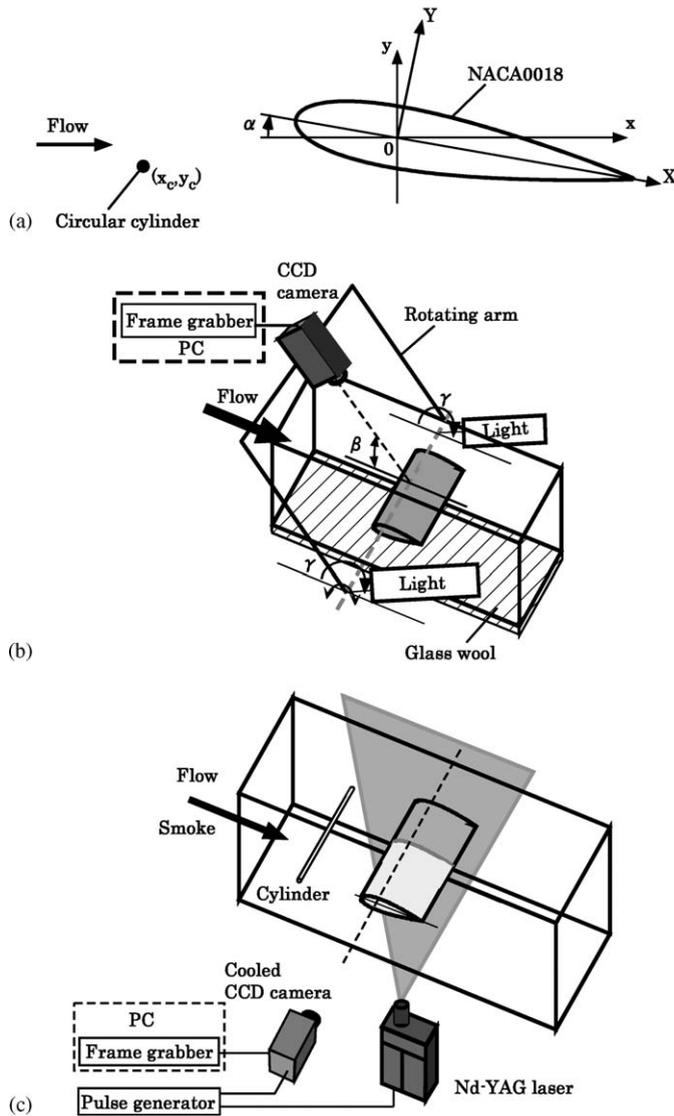 Y
y
NACA0018
Flow
α
x
0
(x_c,y_c)
X
Circular cylinder
(a)
CCD
camera
Frame grabber
PC
Rotating arm
Flow
γ
Light
β
γ
Light
Glass wool
(b)
Flow
Smoke
Cylinder
Cooled
CCD camera
PC
Frame grabber
Nd-YAG laser
Pulse generator
(c)